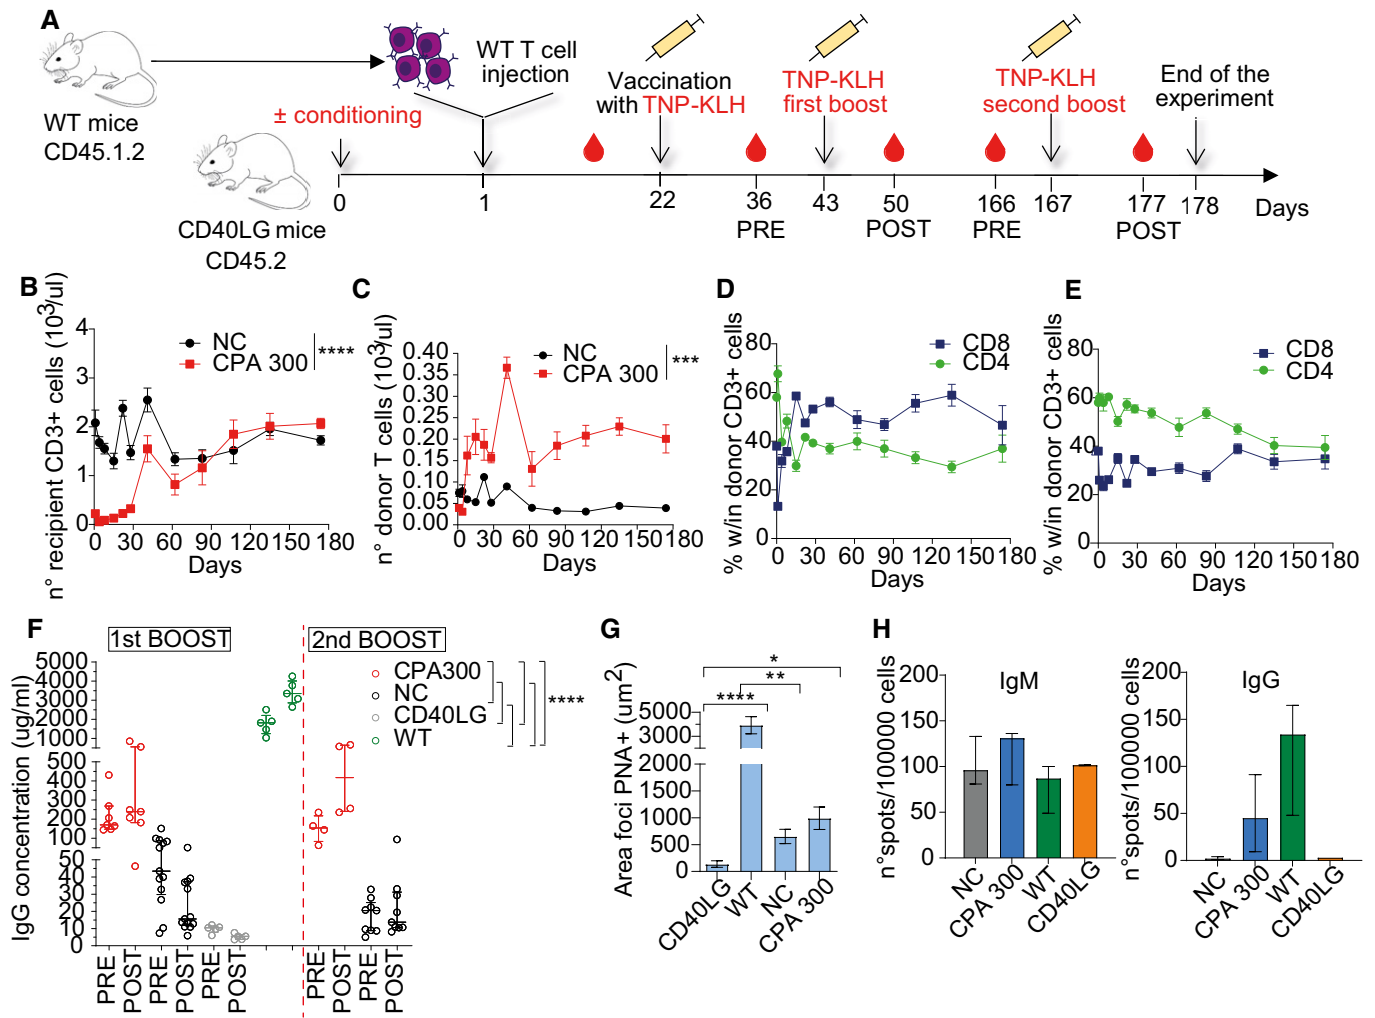 A
WT mice
CD45.1.2
± conditioning
CD40LG mice
CD45.2
WT T cell
injection
Vaccination
with TNP-KLH
TNP-KLH
first boost
TNP-KLH
second boost
End of the
experiment
0
1
22
36
43
50
166
167
177
178
Days
PRE
POST
PRE
POST
B
n° recipient CD3+ cells (10³/ul)
4
3
2
1
0
NC
CPA 300
****
0 30 60 90 120 150 180
Days
C
n° donor T cells (10³/ul)
0.40
0.35
0.30
0.25
0.20
0.15
0.10
0.05
0.00
NC
CPA 300
***
0 30 60 90 120 150 180
Days
D
% w/in donor CD3+ cells
80
60
40
20
0
CD8
CD4
0 30 60 90 120 150 180
Days
E
% w/in donor CD3+ cells
80
60
40
20
0
CD8
CD4
0 30 60 90 120 150 180
Days
F
1st BOOST
2nd BOOST
IgG concentration (ug/ml)
5000
4000
3000
2000
1000
500
400
300
200
100
50
40
30
20
10
0
CPA300
NC
CD40LG
WT
****
PRE
POST
PRE
POST
PRE
POST
PRE
POST
PRE
POST
G
Area foci PNA+ (um²)
5000
3000
2000
2000
1000
500
0
*
**
****
CD40LG
WT
NC
CPA 300
H
n°spots/100000 cells
200
150
100
50
0
IgM
NC
CPA 300
WT
CD40LG
n°spots/100000 cells
200
150
100
50
0
IgG
NC
CPA 300
WT
CD40LG